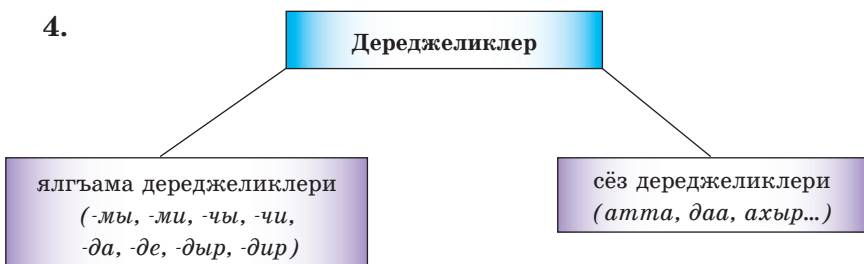 4.
Дереджеликлер
ялгъама дереджеликлери
(-мы, -ми, -чы, -чи,
-да, -де, -дыр, -дир)
сёз дереджеликлери
(атта, даа, ахыр...)